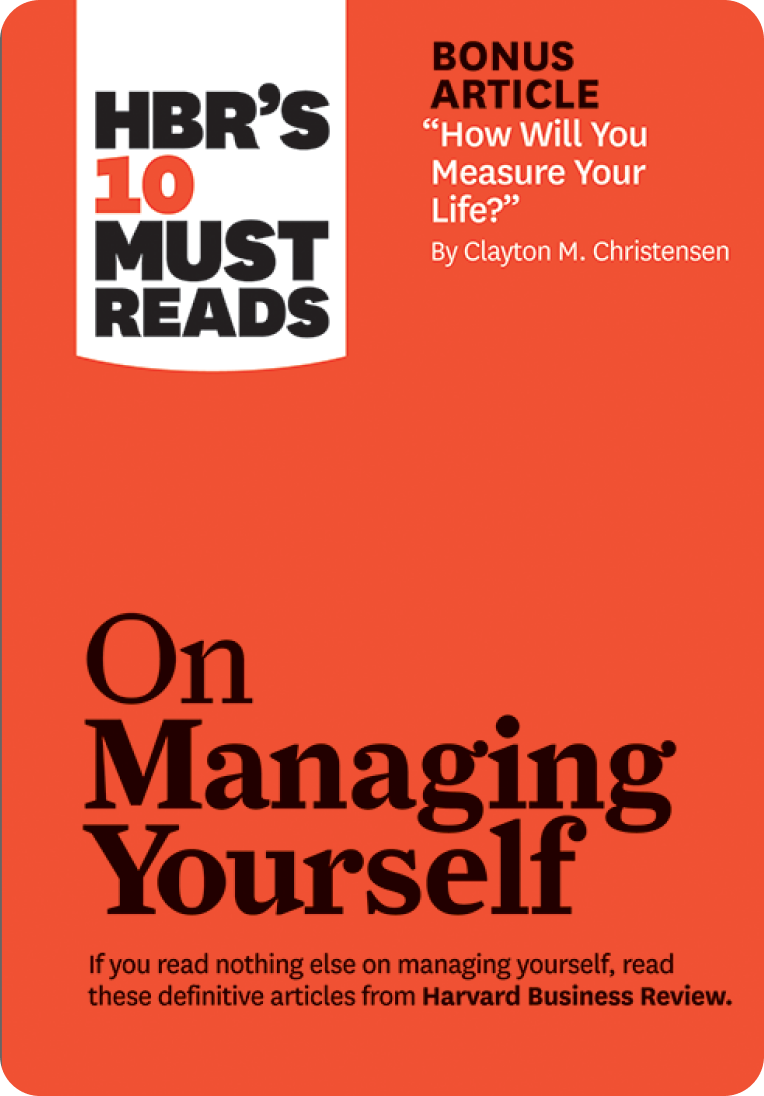 HBR’S
10
MUST
READS
BONUS
ARTICLE
“How Will You
Measure Your
Life?”
By Clayton M. Christensen
On
Managing
Yourself
If you read nothing else on managing yourself, read
these definitive articles from Harvard Business Review.